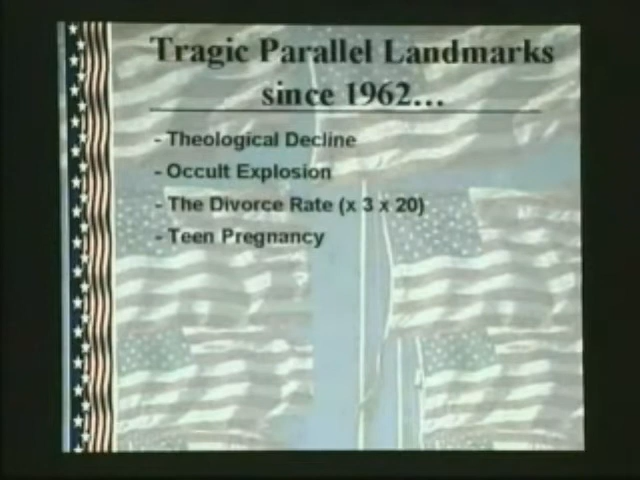 Tragic Parallel Landmarks
since 1962...
- Theological Decline
- Occult Explosion
- The Divorce Rate (x 3 x 20)
- Teen Pregnancy